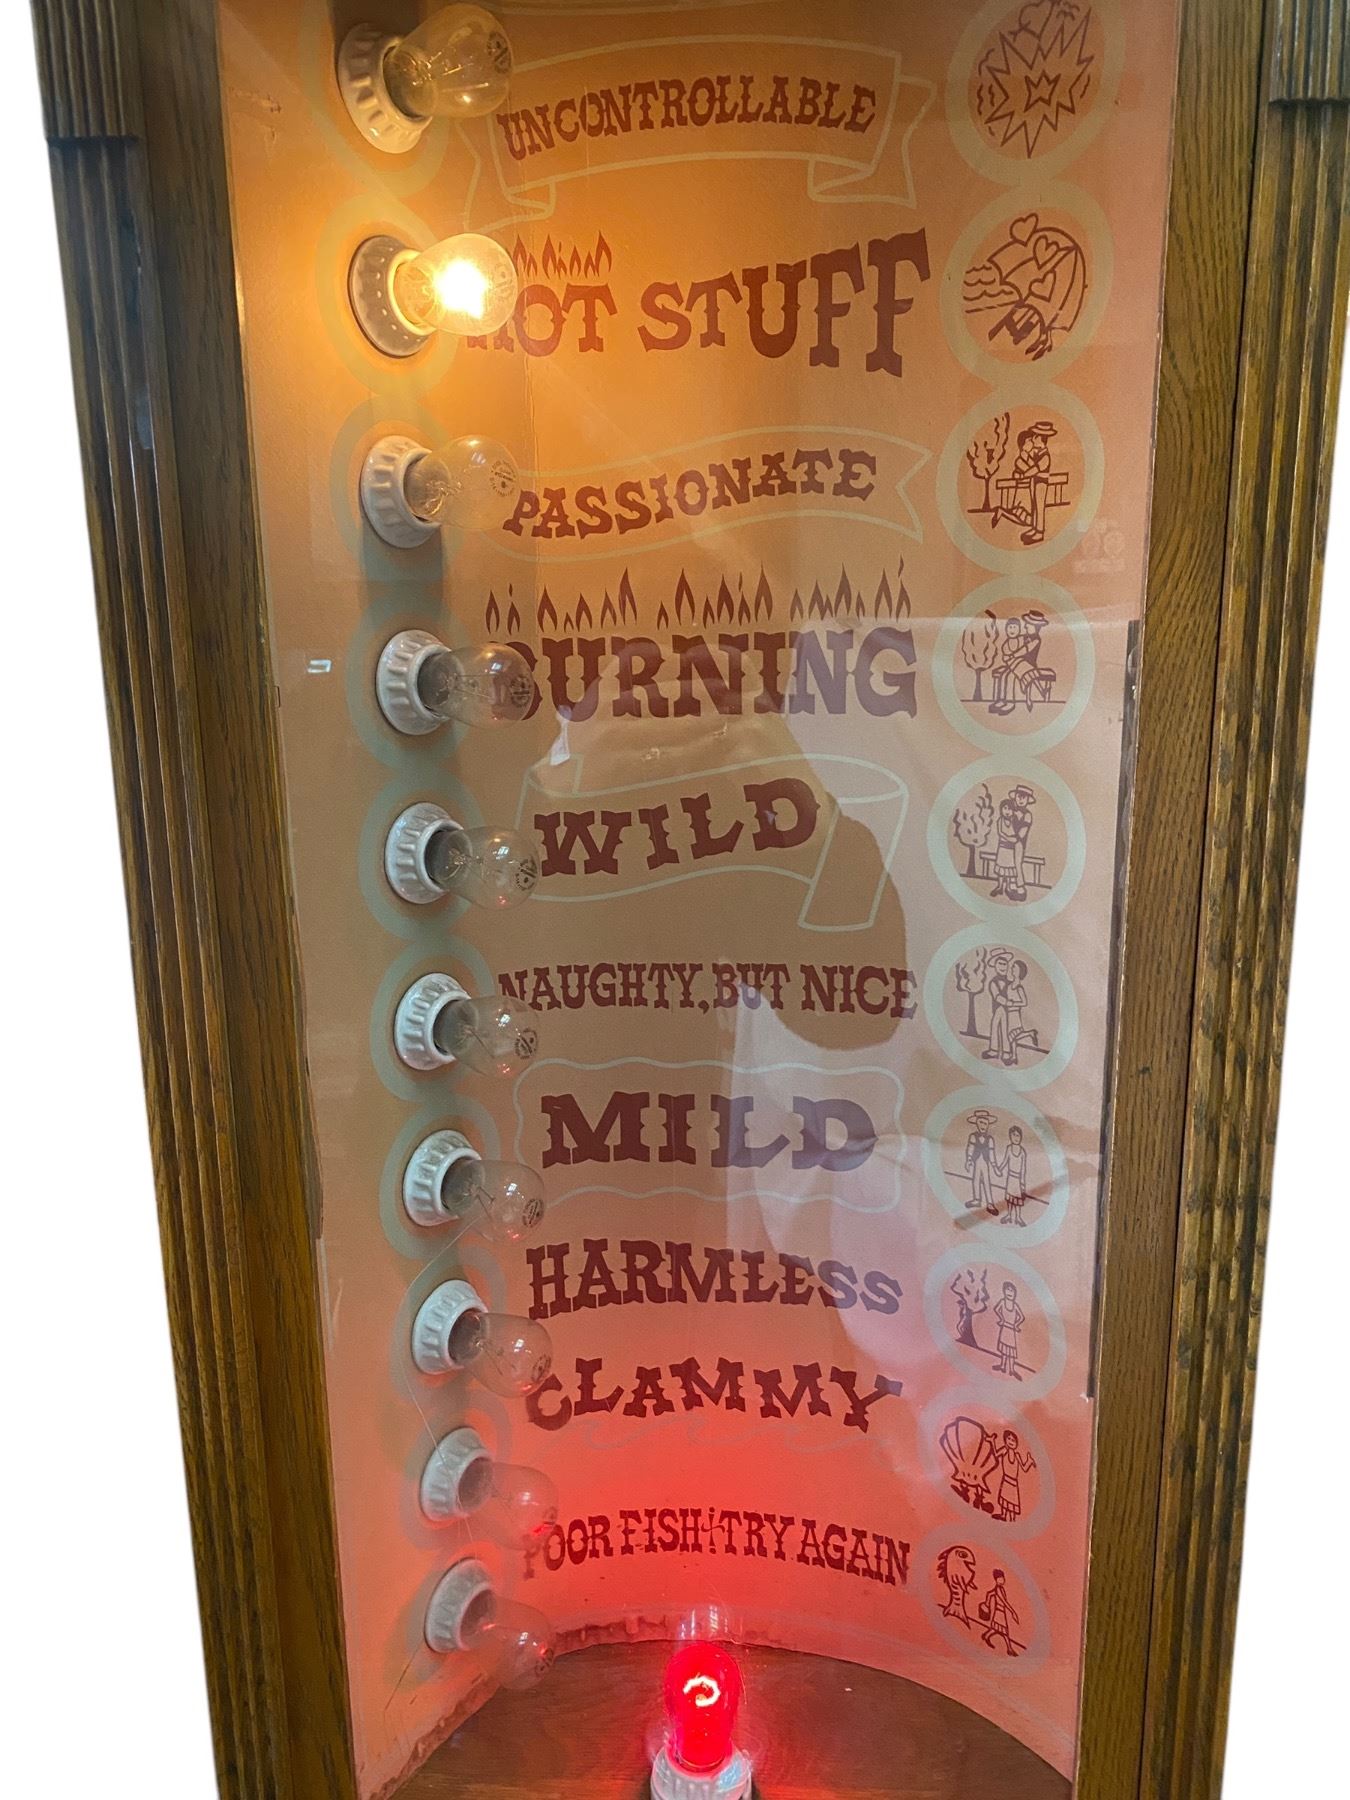 UNCONTROLLABLE
HOT STUFF
PASSIONATE
BURNING
WILD
NAUGHTY, BUT NICE
MILD
HARMLESS
CLAMMY
POOR FISH: TRY AGAIN